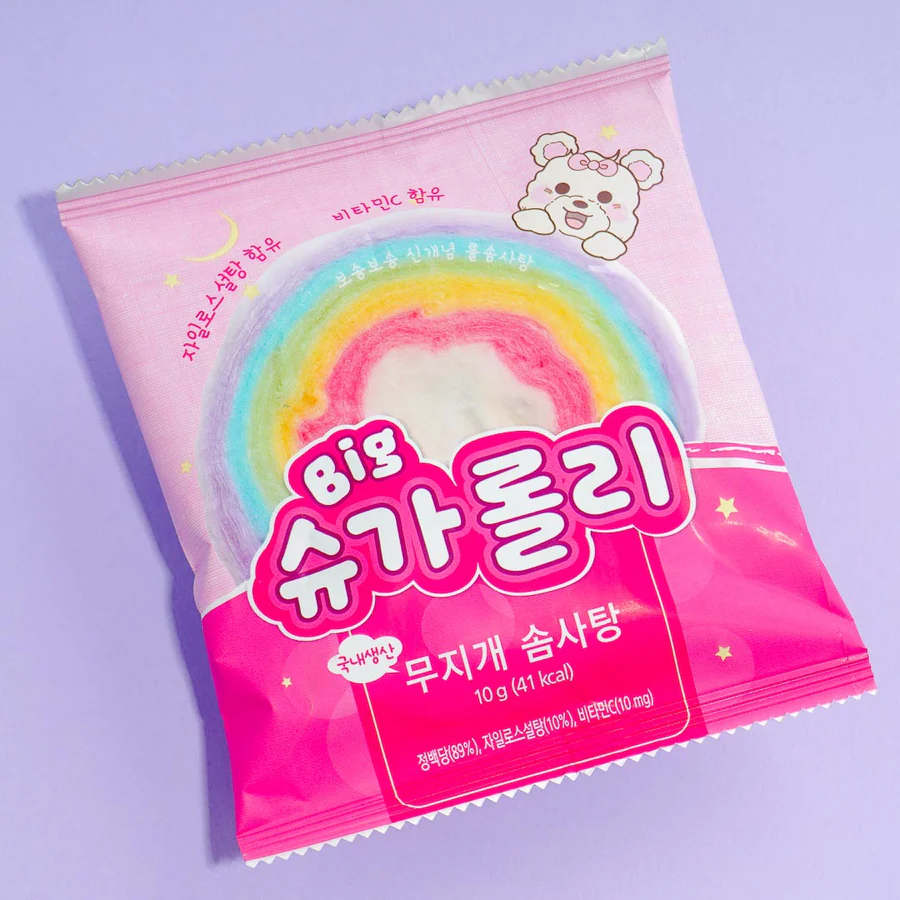 비타민C 함유
자일로스 설탕 함유
보송보송 신개념 롤솜사탕
Big
슈가롤리
국내생산
무지개 솜사탕
10 g (41 kcal)
정백당(89%), 자일로스설탕(10%), 비타민C(10 mg)